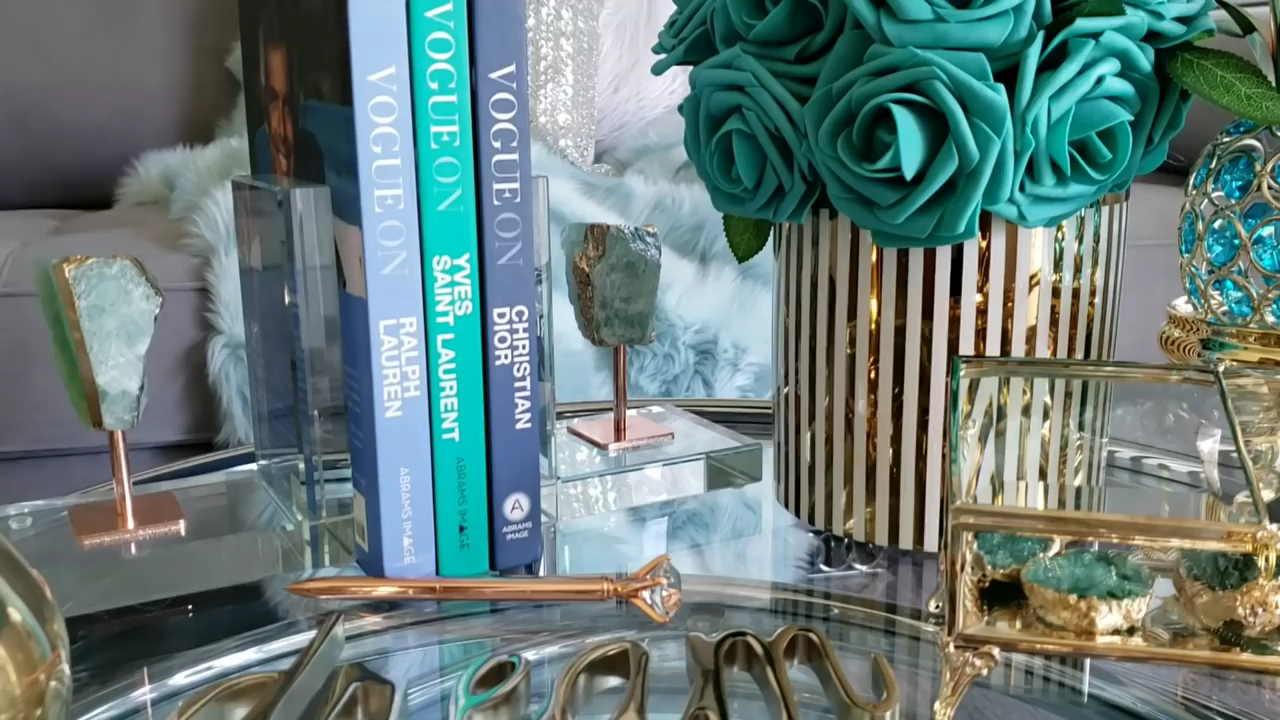 VOGUE ON
RALPH
LAUREN
ABRAMS IMAGE
VOGUE ON
YVES
SAINT LAURENT
ABRAMS IMAGE
VOGUE ON
CHRISTIAN
DIOR
A
ABRAMS
IMAGE